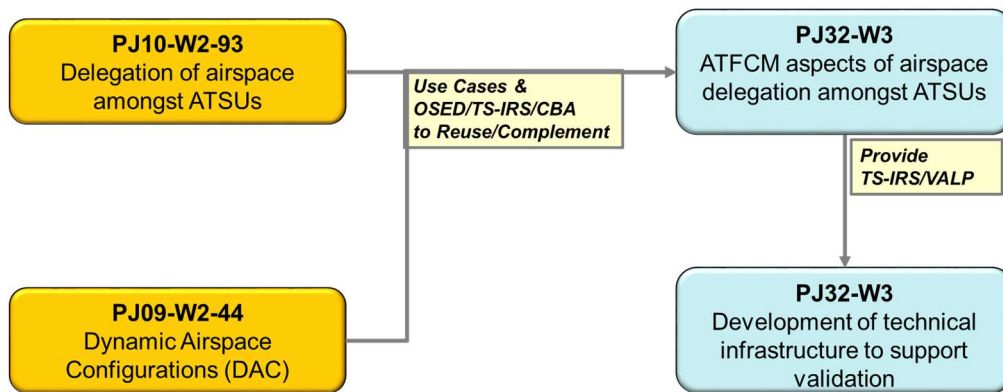 PJ10-W2-93
Delegation of airspace
amongst ATSUs
Use Cases &
OSED/TS-IRS/CBA
to Reuse/Complement
PJ32-W3
ATFCM aspects of airspace
delegation amongst ATSUs
Provide
TS-IRS/VALP
PJ09-W2-44
Dynamic Airspace
Configurations (DAC)
PJ32-W3
Development of technical
infrastructure to support
validation